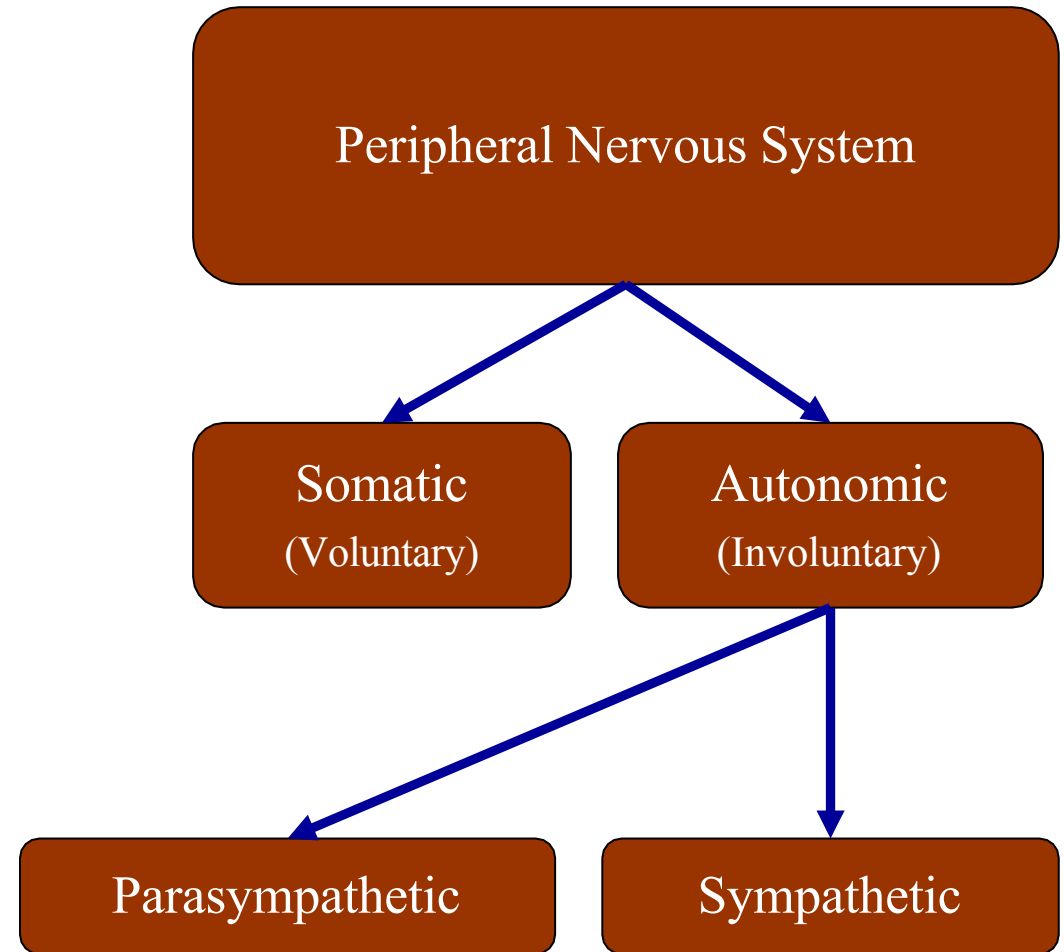 Peripheral Nervous System
Somatic
(Voluntary)
Autonomic
(Involuntary)
Parasympathetic
Sympathetic